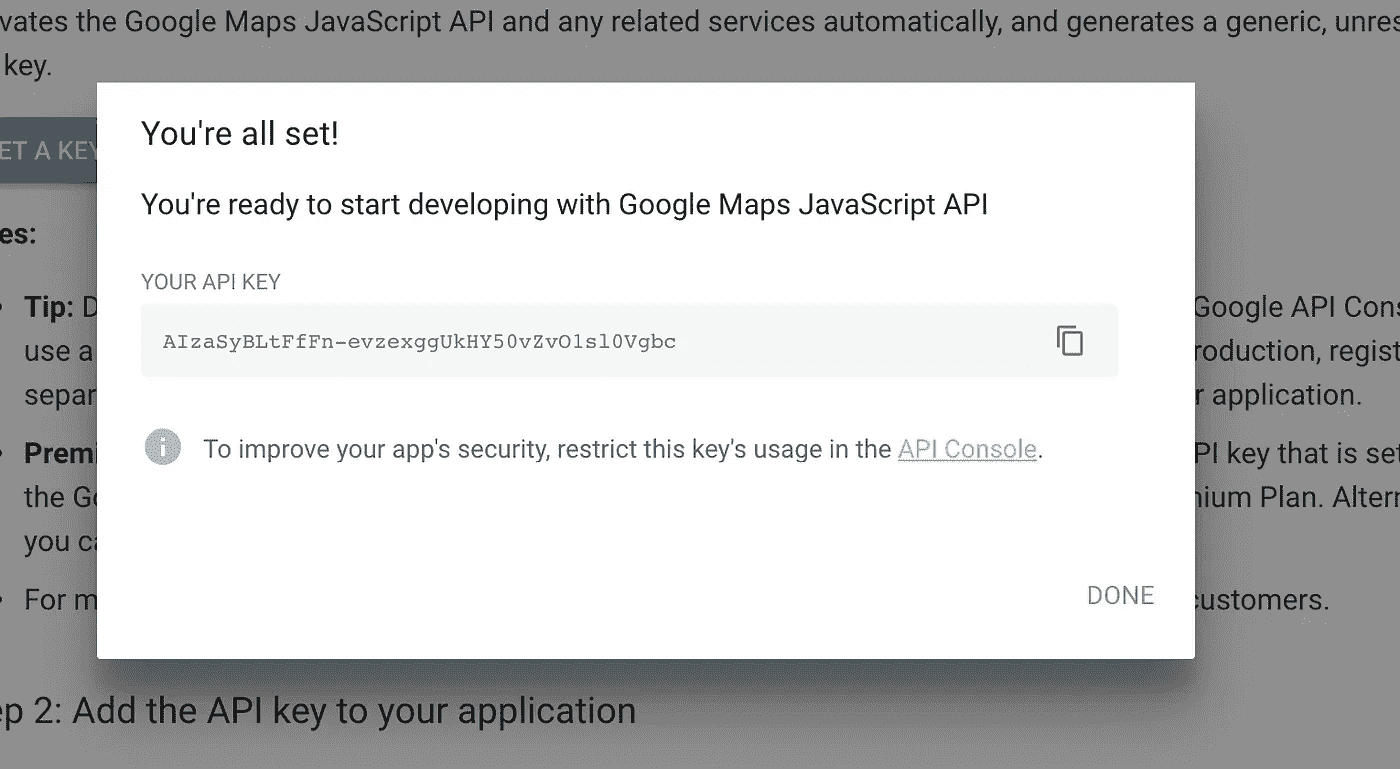 vates the Google Maps JavaScript API and any related services automatically, and generates a generic, unres
key.
ET A KEY
You're all set!
You're ready to start developing with Google Maps JavaScript API
es:
YOUR API KEY
Tip: D
Google API Cons
AIzaSyBLtFfFn-evzexggUkHY50vZvO1sl0Vgbc
use a
roduction, regist
separ
r application.
To improve your app's security, restrict this key's usage in the API Console.
Premi
PI key that is set
the Go
nium Plan. Altern
you ca
DONE
For m
customers.
ep 2: Add the API key to your application